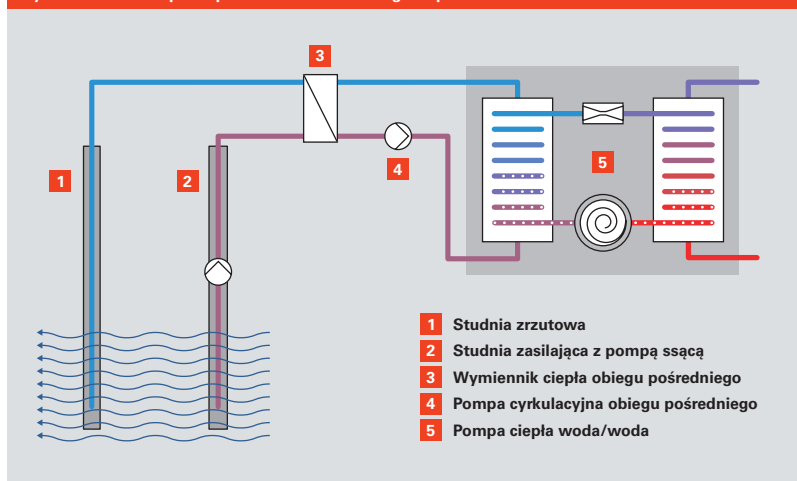 3
1
2
4
5
1 Studnia zrzutowa
2 Studnia zasilająca z pompą ssącą
3 Wymiennik ciepła obiegu pośredniego
4 Pompa cyrkulacyjna obiegu pośredniego
5 Pompa ciepła woda/woda